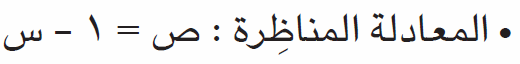 • المعادلة المناظِرة : ص = ١ - س